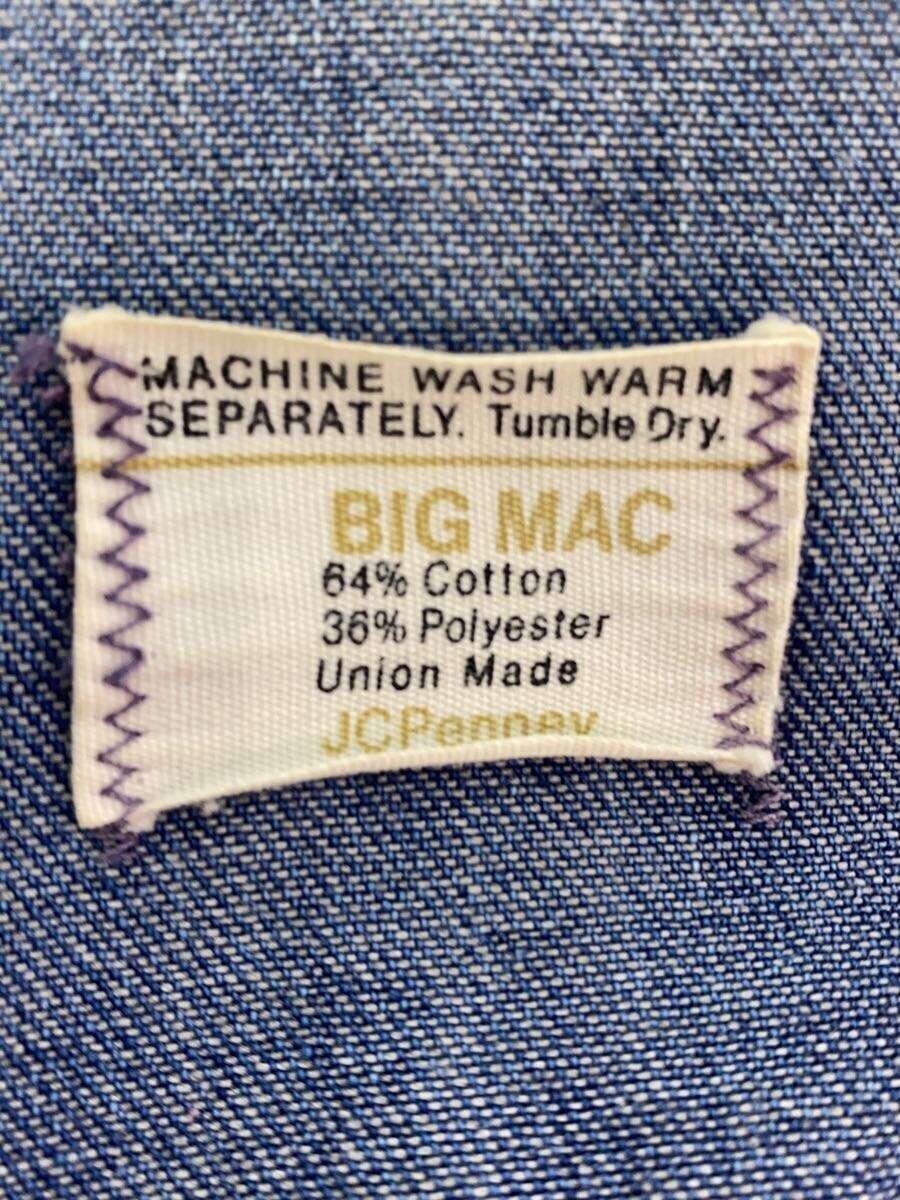 MACHINE WASH WARM
SEPARATELY. Tumble Dry.
BIG MAC
64% Cotton
36% Polyester
Union Made
JCPenney